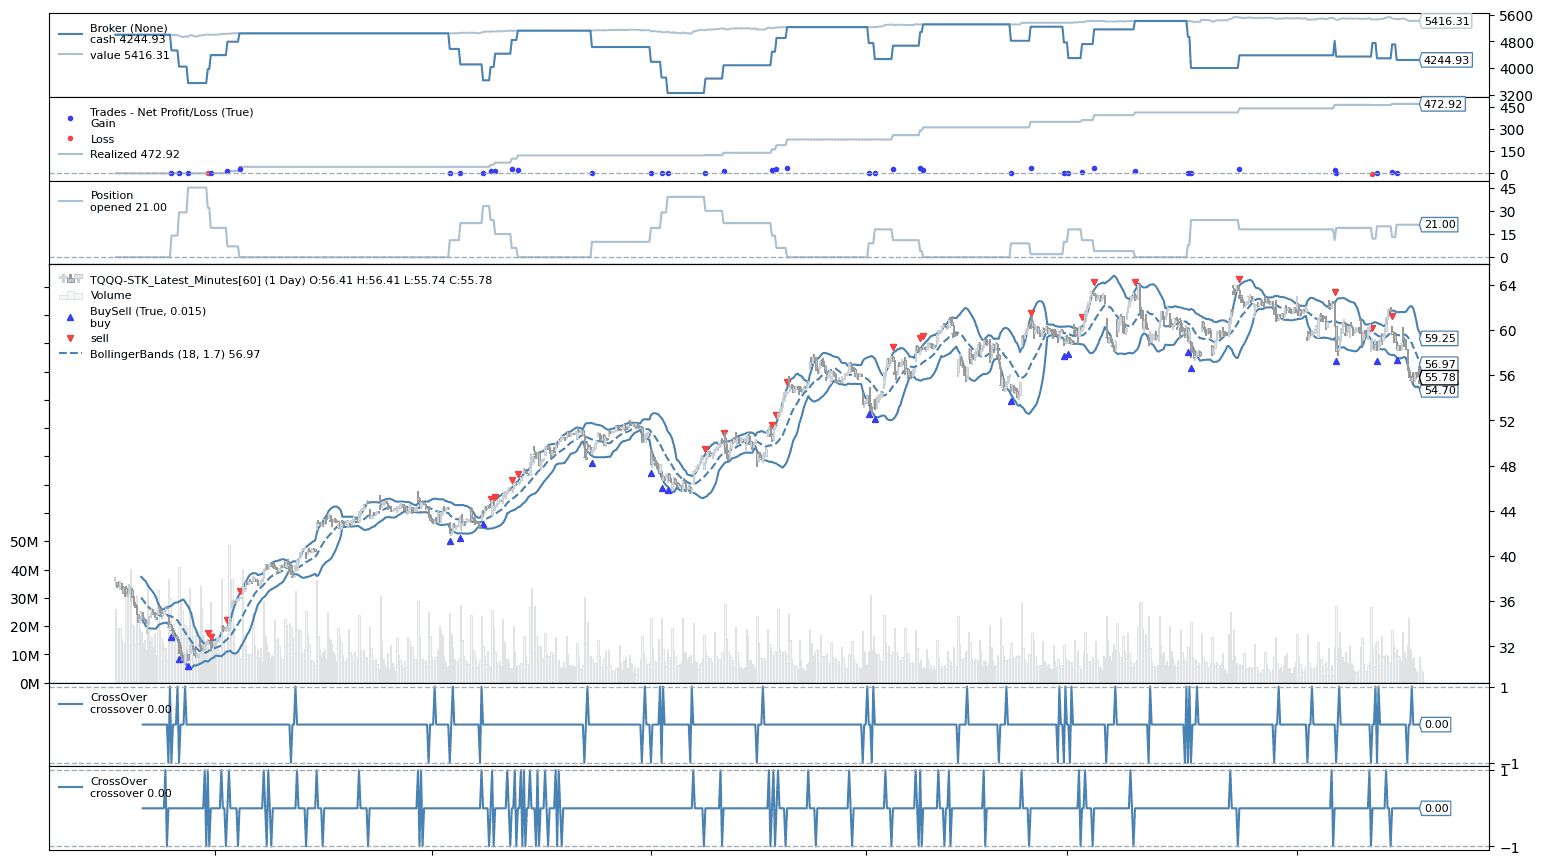 Broker (None)
cash 4244.93
value 5416.31
5416.31
4244.93
5600
4800
4000
3200
Trades - Net Profit/Loss (True)
Gain
Loss
Realized 472.92
472.92
450
300
150
0
Position
opened 21.00
21.00
45
30
15
0
TQQQ-STK_Latest_Minutes[60] (1 Day) O:56.41 H:56.41 L:55.74 C:55.78
Volume
BuySell (True, 0.015)
buy
sell
BollingerBands (18, 1.7) 56.97
59.25
56.97
55.78
54.70
64
60
56
52
48
44
40
36
32
50M
40M
30M
20M
10M
0M
CrossOver
crossover 0.00
0.00
1
−1
CrossOver
crossover 0.00
0.00
1
−1